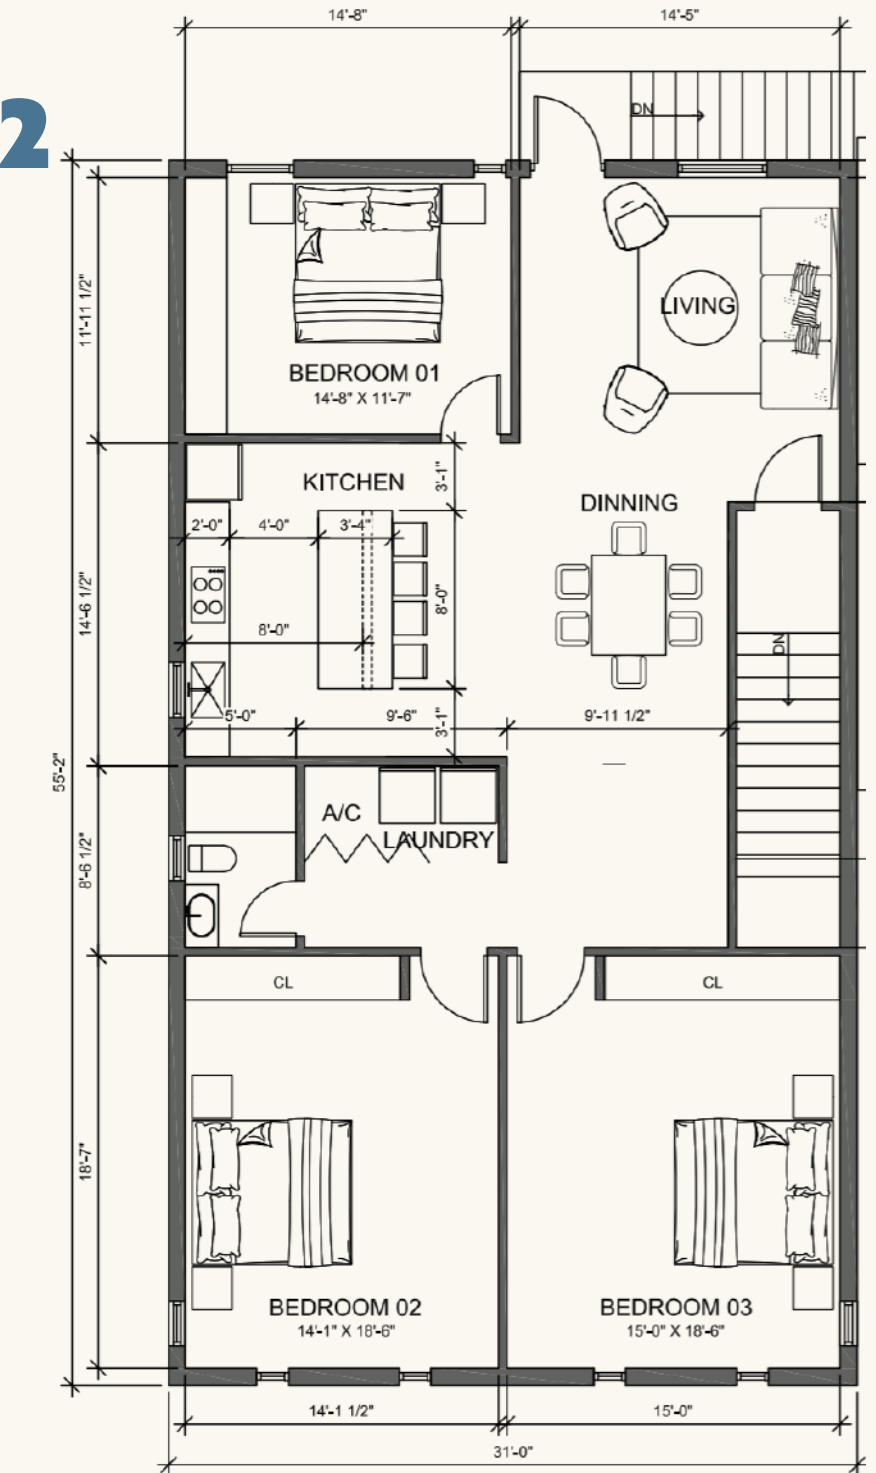 14'-8"
14'-5"
2
DN
11'-11 1/2"
LIVING
BEDROOM 01
14'-8" X 11'-7"
KITCHEN
3'-1"
DINNING
2'-0"
4'-0"
3'-4"
14'-6 1/2"
8'-0"
8'-0"
DN
5'-0"
9'-6"
3'-1"
9'-11 1/2"
55'-2"
A/C
LAUNDRY
8'-6 1/2"
CL
CL
18'-7"
BEDROOM 02
14'-1" X 18'-6"
BEDROOM 03
15'-0" X 18'-6"
14'-1 1/2"
15'-0"
31'-0"